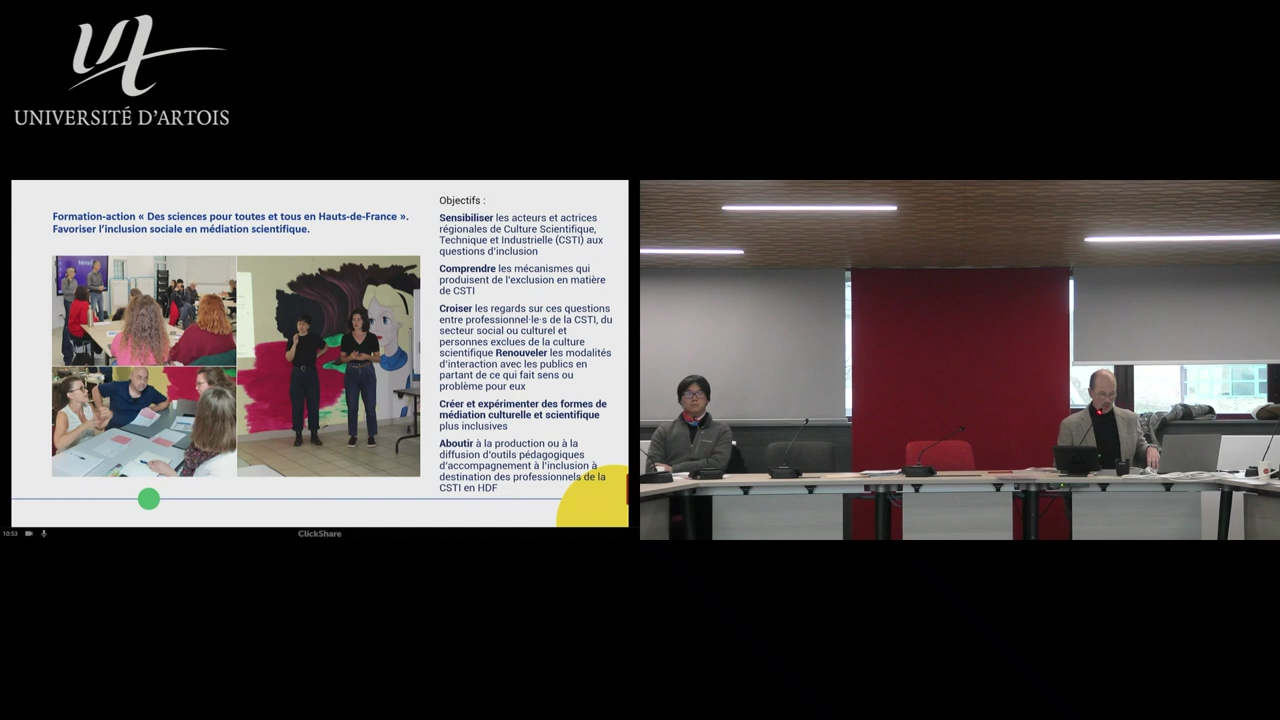 UNIVERSITÉ D'ARTOIS
Formation-action « Des sciences pour toutes et tous en Hauts-de-France ».
Favoriser l'inclusion sociale en médiation scientifique.
Objectifs :
Sensibiliser les acteurs et actrices
régionales de Culture Scientifique,
Technique et Industrielle (CSTI) aux
questions d'inclusion
Comprendre les mécanismes qui
produisent de l'exclusion en matière
de CSTI
Croiser les regards sur ces questions
entre professionnel·le·s de la CSTI, du
secteur social ou culturel et
personnes exclues de la culture
scientifique Renouveler les modalités
d'interaction avec les publics en
partant de ce qui fait sens ou
problème pour eux
Créer et expérimenter des formes de
médiation culturelle et scientifique
plus inclusives
Aboutir à la production ou à la
diffusion d'outils pédagogiques
d'accompagnement à l'inclusion à
destination des professionnels de la
CSTI en HDF
10:53
ClickShare